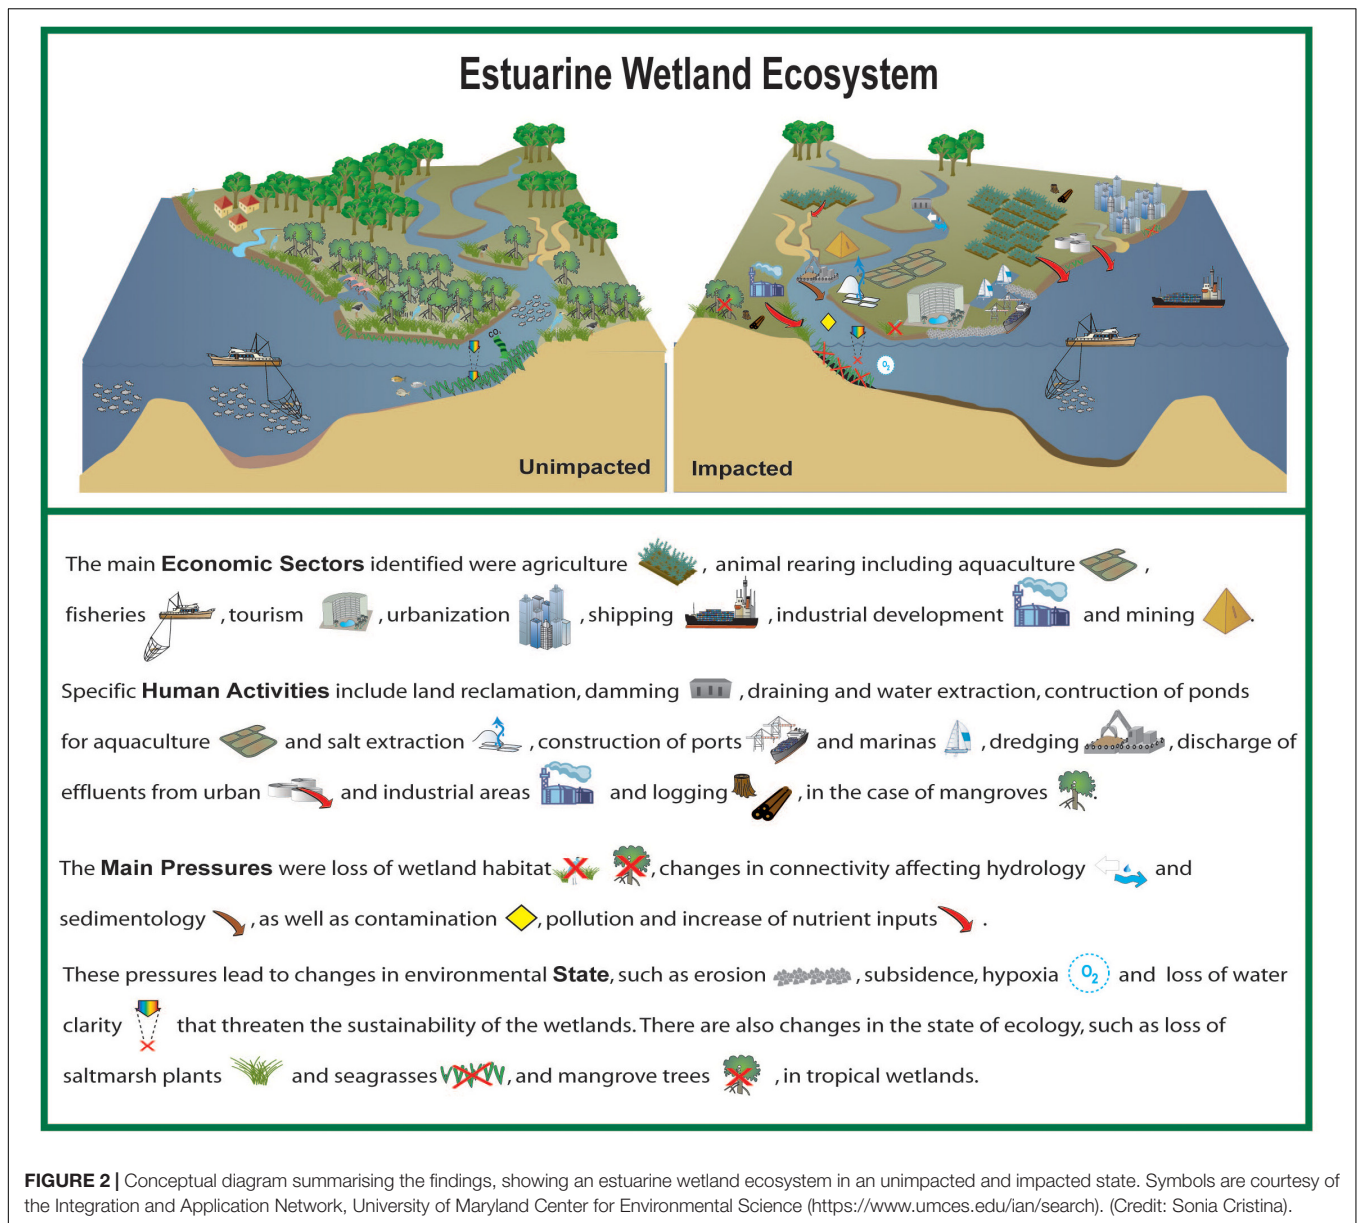 Estuarine Wetland Ecosystem
CO₂
O₂
Unimpacted
Impacted
The main Economic Sectors identified were agriculture , animal rearing including aquaculture ,
fisheries , tourism , urbanization , shipping , industrial development and mining .
Specific Human Activities include land reclamation, damming , draining and water extraction, contruction of ponds
for aquaculture and salt extraction , construction of ports and marinas , dredging , discharge of
effluents from urban and industrial areas and logging , in the case of mangroves .
The Main Pressures were loss of wetland habitat , changes in connectivity affecting hydrology and
sedimentology , as well as contamination , pollution and increase of nutrient inputs .
These pressures lead to changes in environmental State, such as erosion , subsidence, hypoxia O₂ and loss of water
clarity that threaten the sustainability of the wetlands. There are also changes in the state of ecology, such as loss of
saltmarsh plants and seagrasses , and mangrove trees , in tropical wetlands.
FIGURE 2 | Conceptual diagram summarising the findings, showing an estuarine wetland ecosystem in an unimpacted and impacted state. Symbols are courtesy of
the Integration and Application Network, University of Maryland Center for Environmental Science (https://www.umces.edu/ian/search). (Credit: Sonia Cristina).